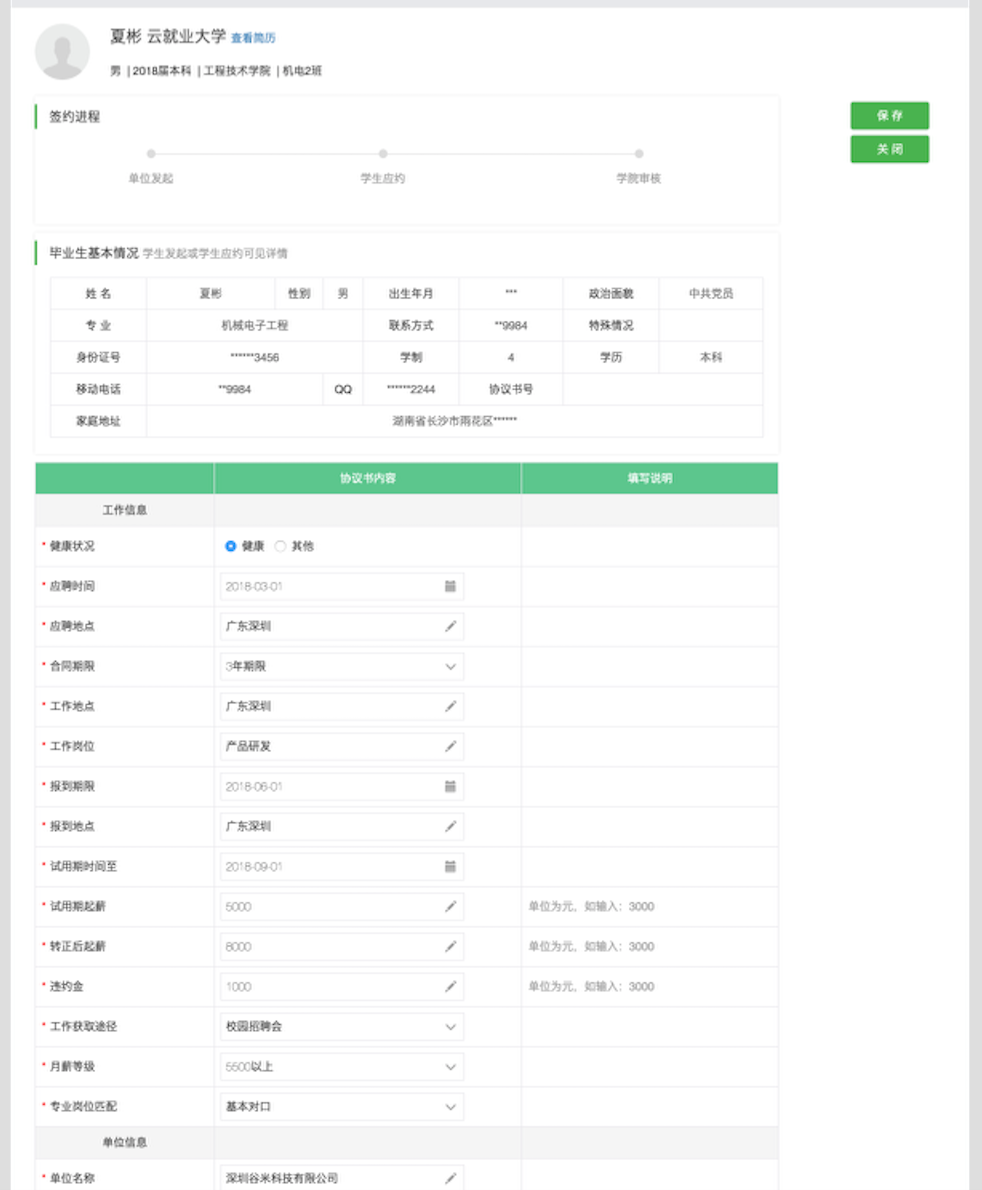 夏彬 云就业大学 查看简历
男 | 2018届本科 | 工程技术学院 | 机电2班
签约进程
保存
关闭
单位发起 学生应约 学院审核
毕业生基本情况 学生发起或学生应约可见详情
姓名 夏彬 性别 男 出生年月 *** 政治面貌 中共党员
专业 机械电子工程 联系方式 **9984 特殊情况
身份证号 ******3456 学制 4 学历 本科
移动电话 **9984 QQ ******2244 协议书号
家庭地址 湖南省长沙市雨花区******
协议书内容 填写说明
工作信息
* 健康状况 健康 其他
* 应聘时间 2018-03-01
* 应聘地点 广东深圳
* 合同期限 3年期限
* 工作地点 广东深圳
* 工作岗位 产品研发
* 报到期限 2018-06-01
* 报到地点 广东深圳
* 试用期时间至 2018-09-01
* 试用期起薪 5000 单位为元，如输入：3000
* 转正后起薪 8000 单位为元，如输入：3000
* 违约金 1000 单位为元，如输入：3000
* 工作获取途径 校园招聘会
* 月薪等级 5500以上
* 专业岗位匹配 基本对口
单位信息
* 单位名称 深圳谷米科技有限公司